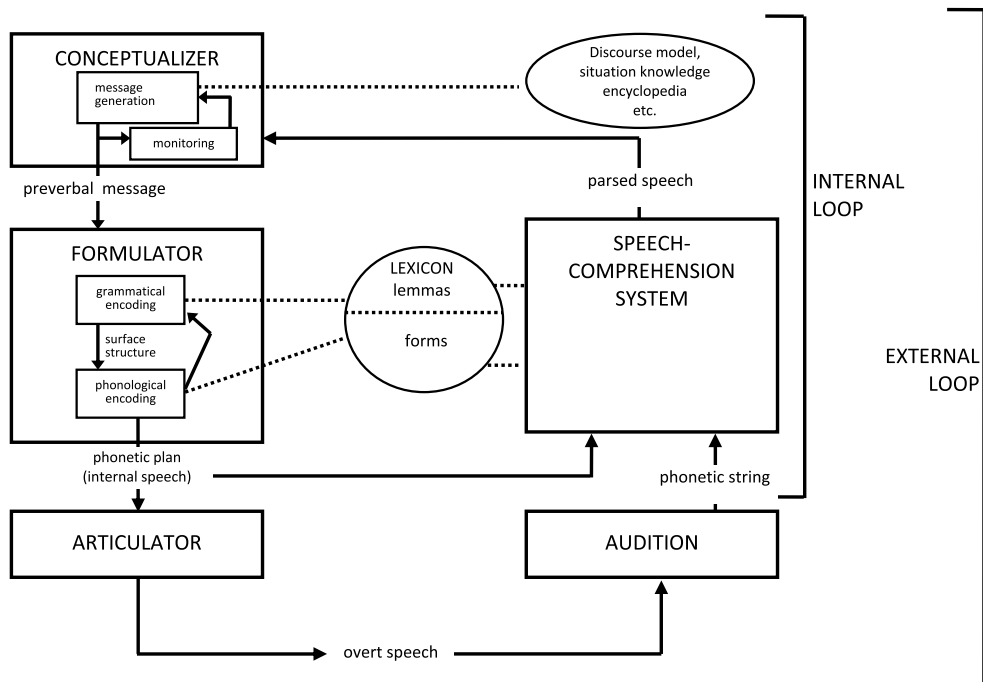 CONCEPTUALIZER
message
generation
monitoring
Discourse model,
situation knowledge
encyclopedia
etc.
preverbal message
parsed speech
INTERNAL
LOOP
FORMULATOR
grammatical
encoding
surface
structure
phonological
encoding
LEXICON
lemmas
forms
SPEECH-
COMPREHENSION
SYSTEM
EXTERNAL
LOOP
phonetic plan
(internal speech)
phonetic string
ARTICULATOR
AUDITION
overt speech